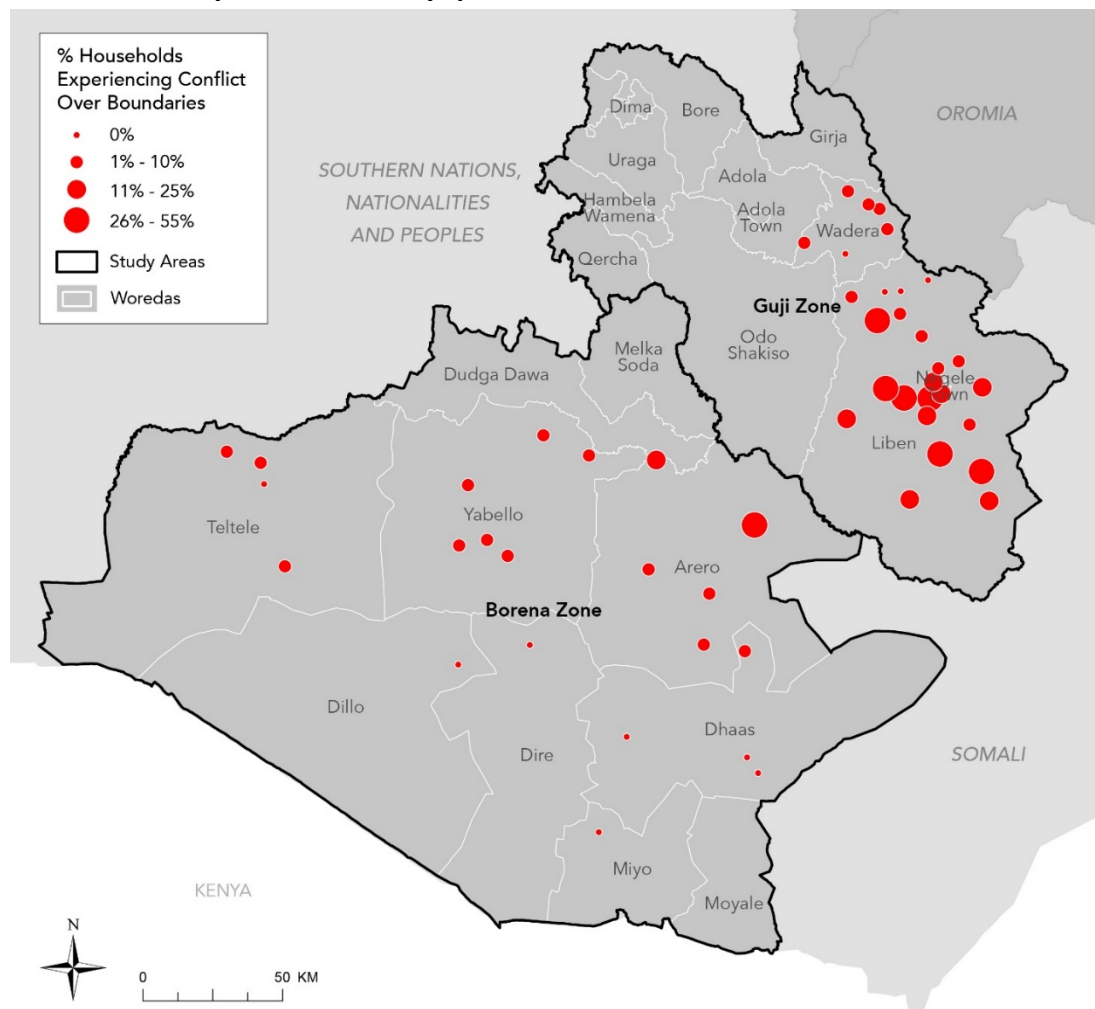 % Households
Experiencing Conflict
Over Boundaries
0%
1% - 10%
11% - 25%
26% - 55%
Study Areas
Woredas
OROMIA
SOUTHERN NATIONS,
NATIONALITIES
AND PEOPLES
Dima
Bore
Girja
Uraga
Adola
Hambela
Wamena
Adola
Town
Wadera
Qercha
Guji Zone
Odo
Shakiso
Melka
Soda
Dudga Dawa
Liben
Teltele
Yabello
Arero
Borena Zone
Dillo
Dire
Dhaas
SOMALI
Miyo
Moyale
KENYA
N
0 50 KM